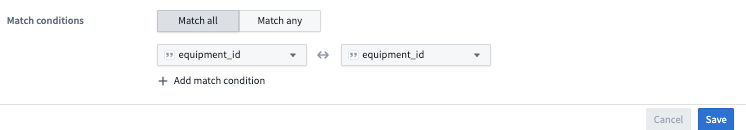 Match conditions
Match all Match any
" equipment_id " equipment_id
+ Add match condition
Cancel Save